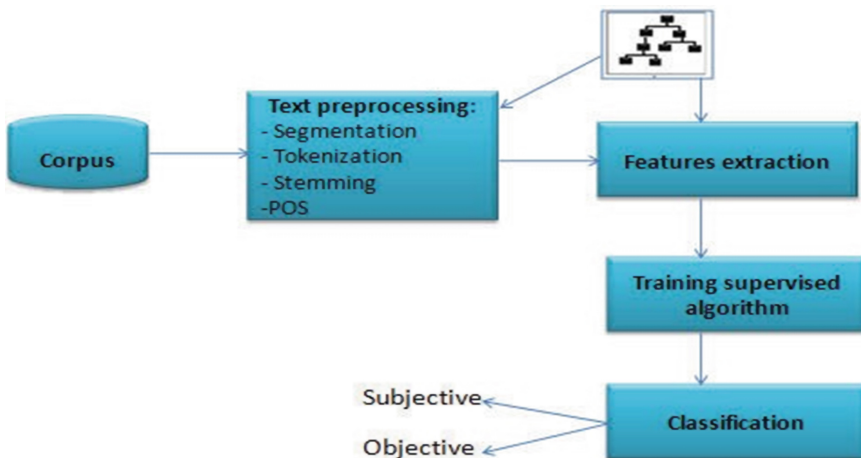 Corpus
Text preprocessing:
- Segmentation
- Tokenization
- Stemming
-POS
Features extraction
Training supervised
algorithm
Classification
Subjective
Objective